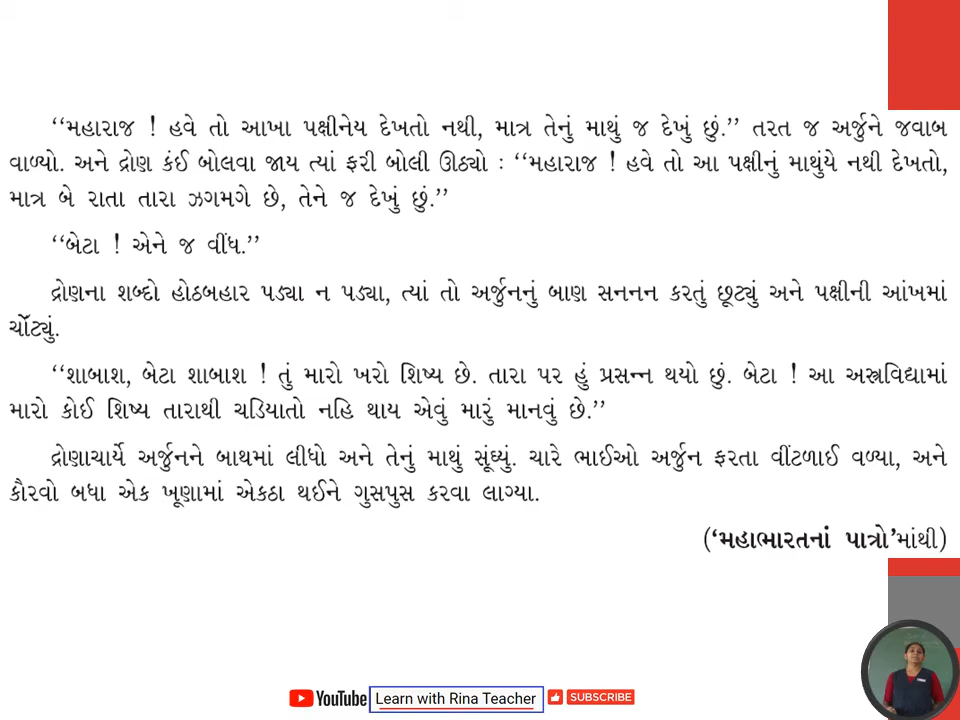 ‘‘મહારાજ ! હવે તો આખા પક્ષીનેય દેખતો નથી, માત્ર તેનું માથું જ દેખું છું.’’ તરત જ અર્જુને જવાબ
વાળ્યો. અને દ્રોણ કંઈ બોલવા જાય ત્યાં ફરી બોલી ઊઠ્યો : ‘‘મહારાજ ! હવે તો આ પક્ષીનું માથુંયે નથી દેખતો,
માત્ર બે રાતા તારા ઝગમગે છે, તેને જ દેખું છું.’’
‘‘બેટા ! એને જ વીંધ.’’
દ્રોણના શબ્દો હોઠબહાર પડ્યા ન પડ્યા, ત્યાં તો અર્જુનનું બાણ સનનન કરતું છૂટ્યું અને પક્ષીની આંખમાં
ચોંટ્યું.
‘‘શાબાશ, બેટા શાબાશ ! તું મારો ખરો શિષ્ય છે. તારા પર હું પ્રસન્ન થયો છું. બેટા ! આ અસ્ત્રવિદ્યામાં
મારો કોઈ શિષ્ય તારાથી ચડિયાતો નહિ થાય એવું મારું માનવું છે.’’
દ્રોણાચાર્યે અર્જુનને બાથમાં લીધો અને તેનું માથું સૂંઘ્યું. ચારે ભાઈઓ અર્જુન ફરતા વીંટળાઈ વળ્યા, અને
કૌરવો બધા એક ખૂણામાં એકઠા થઈને ગુસપુસ કરવા લાગ્યા.
(‘મહાભારતનાં પાત્રો’માંથી)
YouTube Learn with Rina Teacher SUBSCRIBE